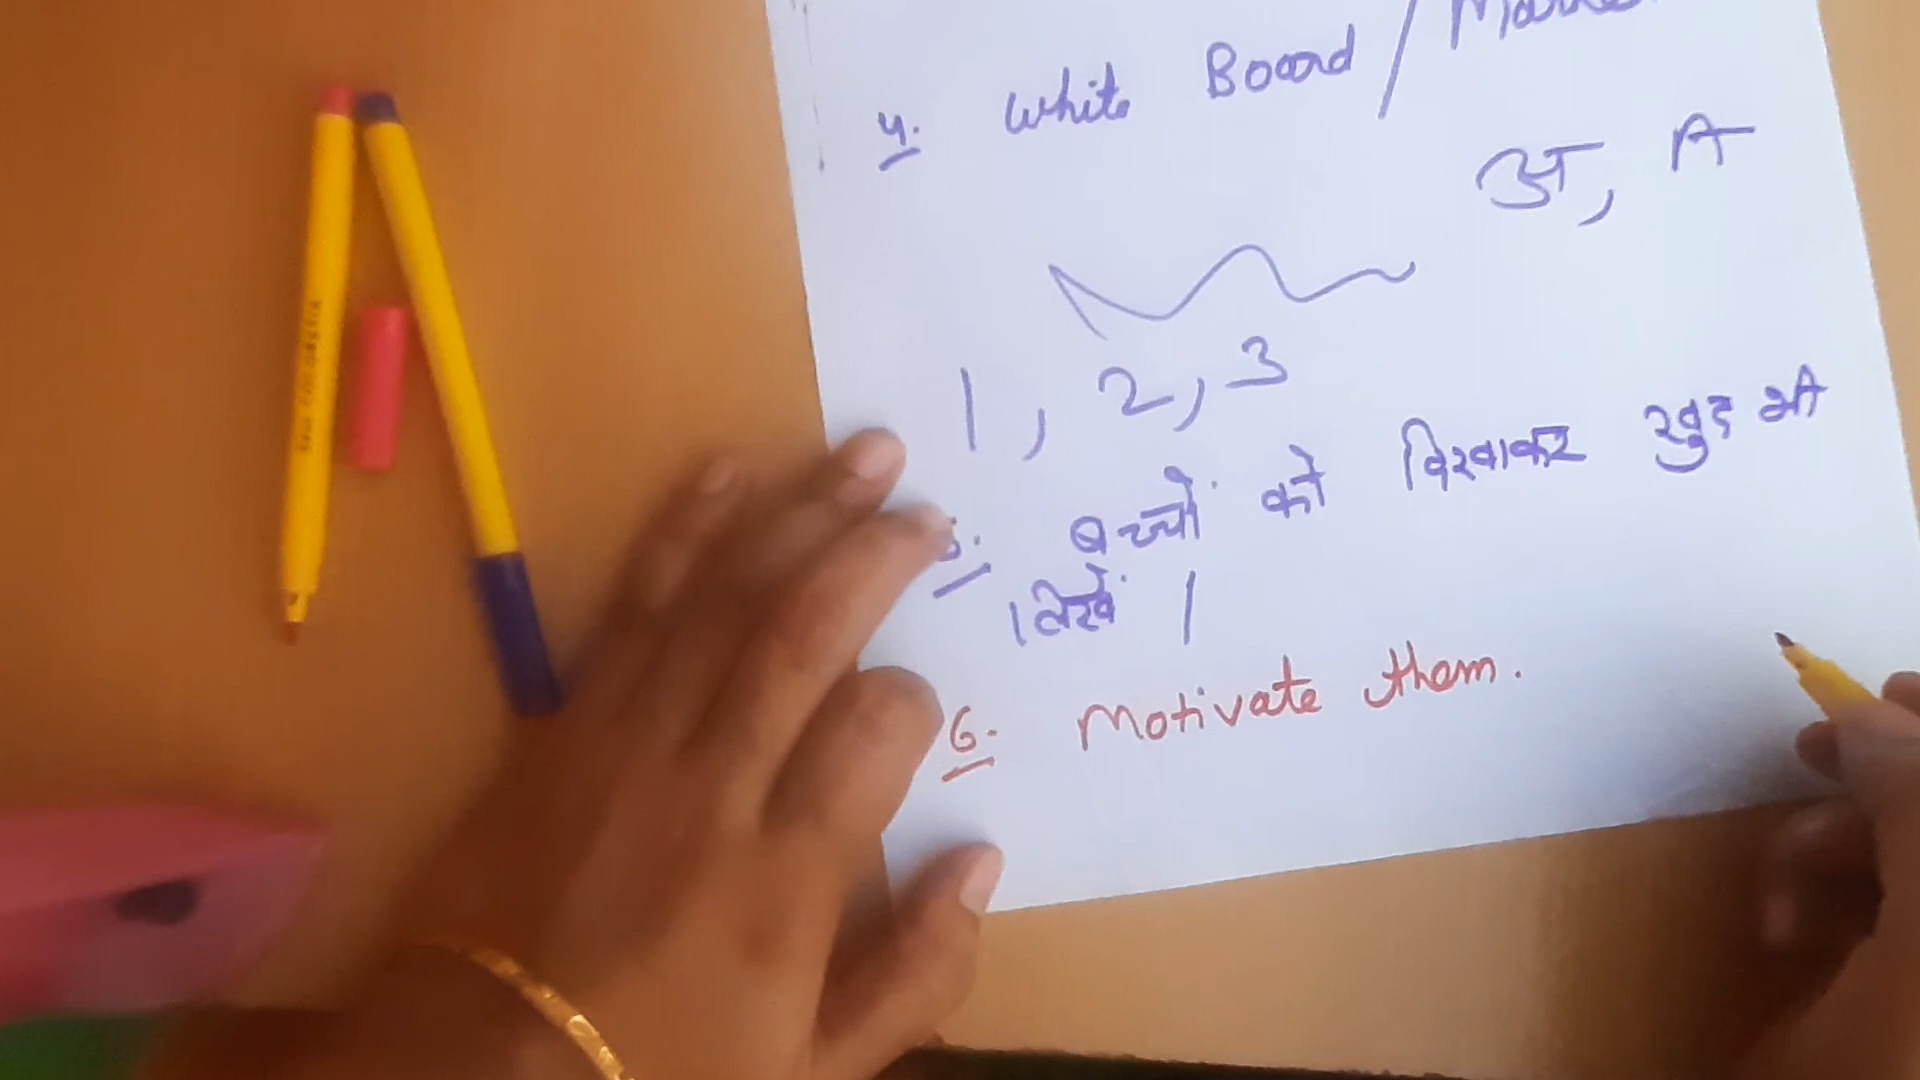 4. White Board /
अ, A
1, 2, 3
5. बच्चों को दिखाकर खुद भी
लिखें |
6. Motivate them.